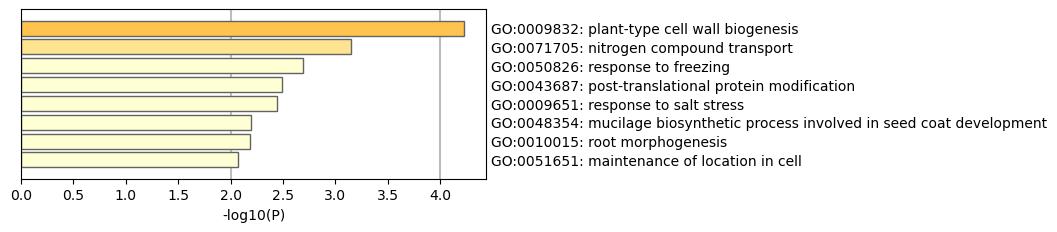 GO:0009832: plant-type cell wall biogenesis
GO:0071705: nitrogen compound transport
GO:0050826: response to freezing
GO:0043687: post-translational protein modification
GO:0009651: response to salt stress
GO:0048354: mucilage biosynthetic process involved in seed coat development
GO:0010015: root morphogenesis
GO:0051651: maintenance of location in cell
0.0 0.5 1.0 1.5 2.0 2.5 3.0 3.5 4.0
-log10(P)